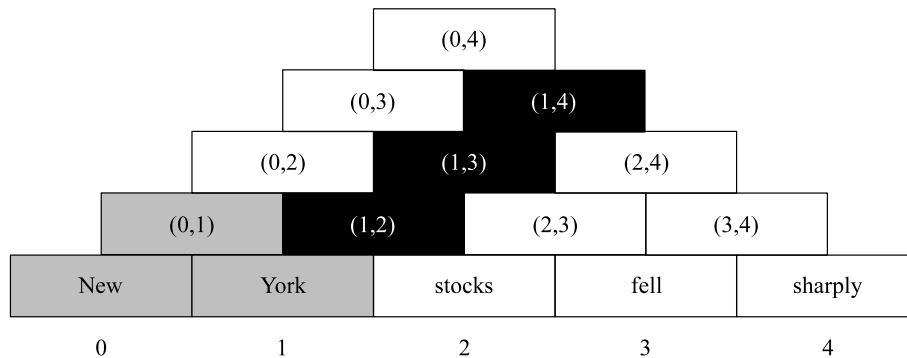 (0,4)
(0,3) (1,4)
(0,2) (1,3) (2,4)
(0,1) (1,2) (2,3) (3,4)
New York stocks fell sharply
0 1 2 3 4